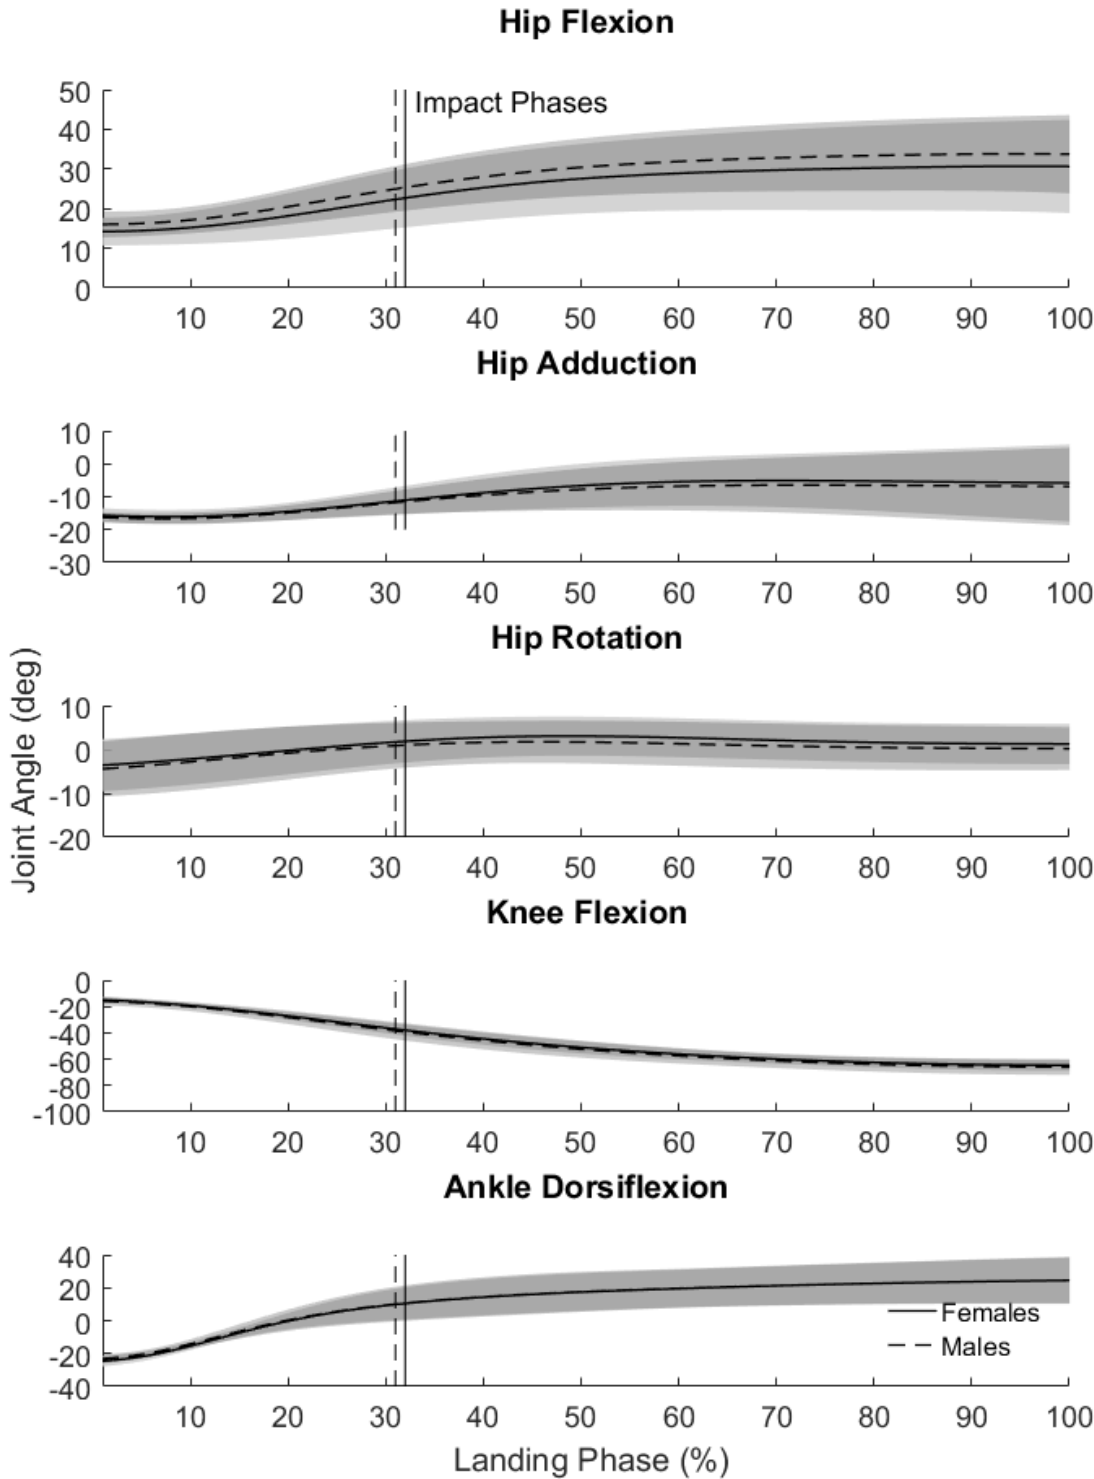 Hip Flexion
50
40
30
20
10
0
Impact Phases
10 20 30 40 50 60 70 80 90 100
Hip Adduction
10
0
-10
-20
-30
10 20 30 40 50 60 70 80 90 100
Hip Rotation
Joint Angle (deg)
10
0
-10
-20
10 20 30 40 50 60 70 80 90 100
Knee Flexion
0
-20
-40
-60
-80
-100
10 20 30 40 50 60 70 80 90 100
Ankle Dorsiflexion
40
20
0
-20
-40
Females
Males
10 20 30 40 50 60 70 80 90 100
Landing Phase (%)